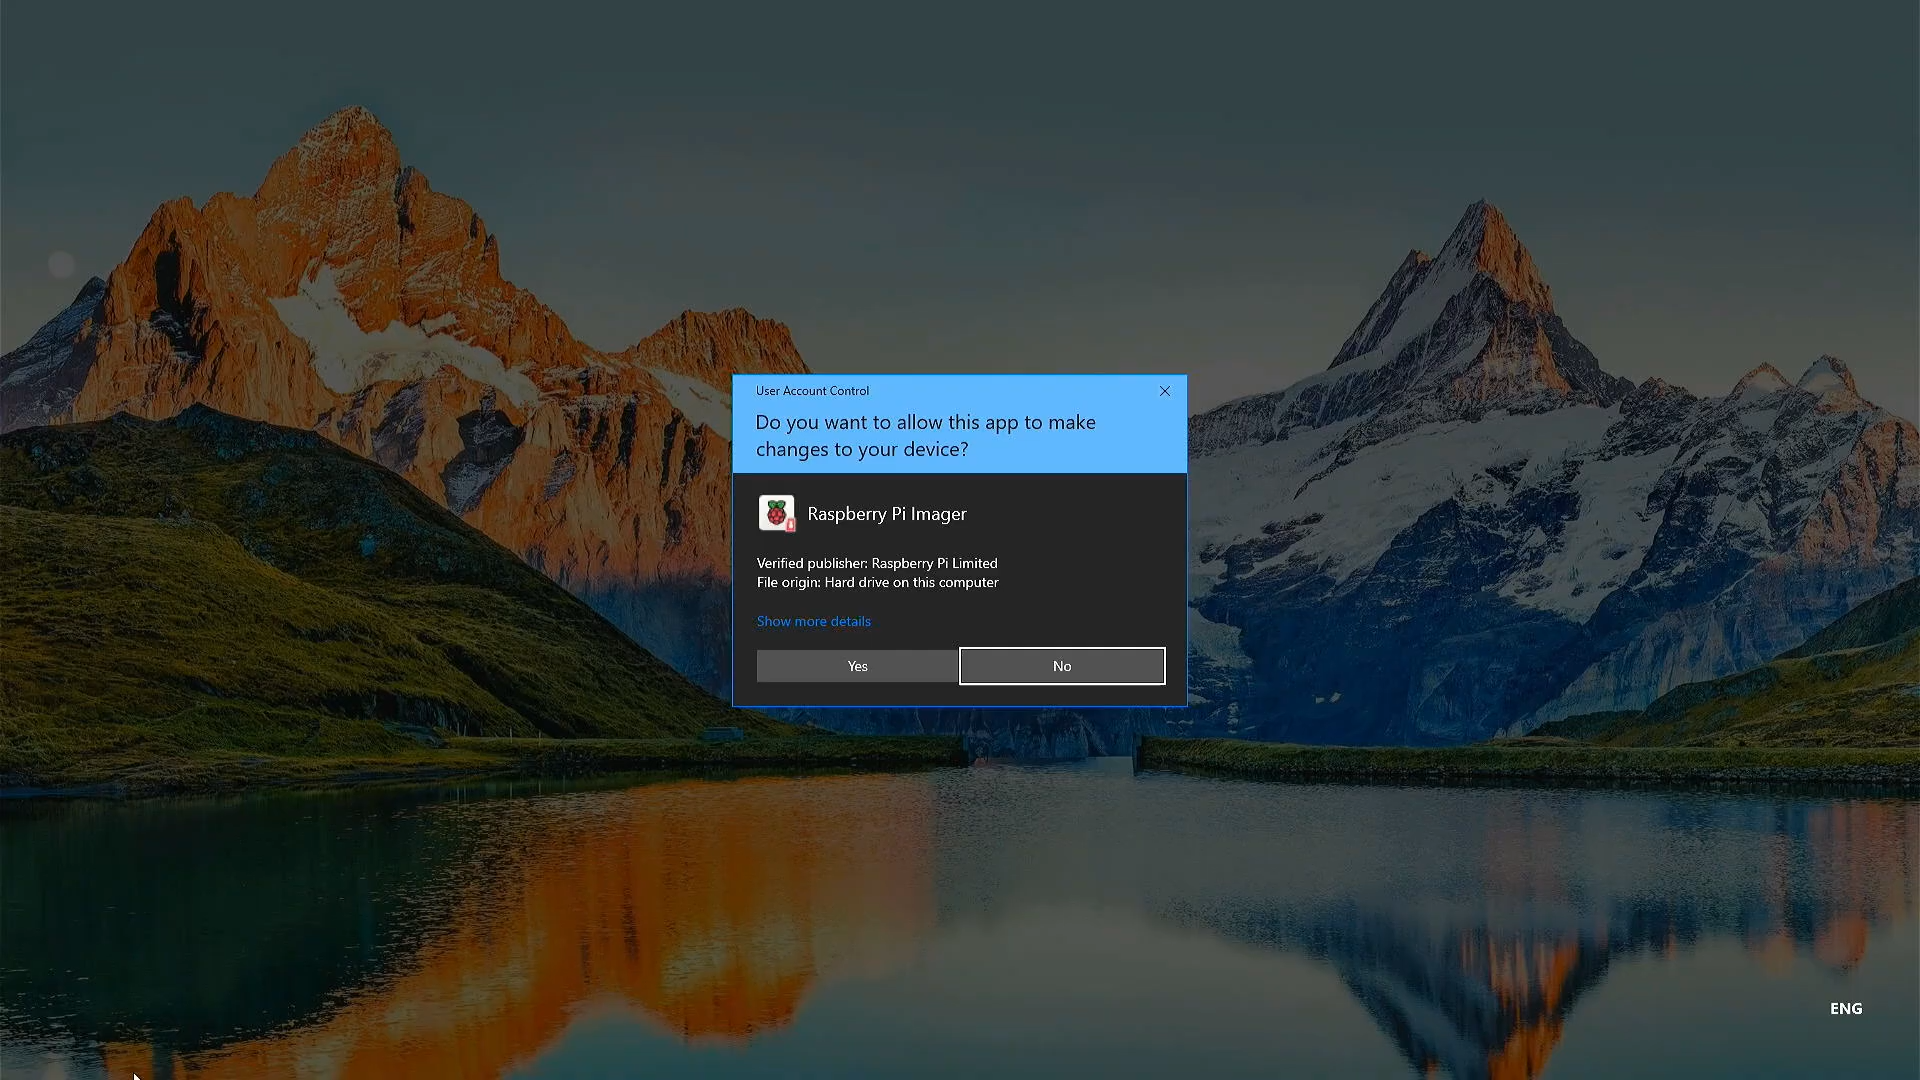 User Account Control
Do you want to allow this app to make
changes to your device?
Raspberry Pi Imager
Verified publisher: Raspberry Pi Limited
File origin: Hard drive on this computer
Show more details
Yes
No
ENG